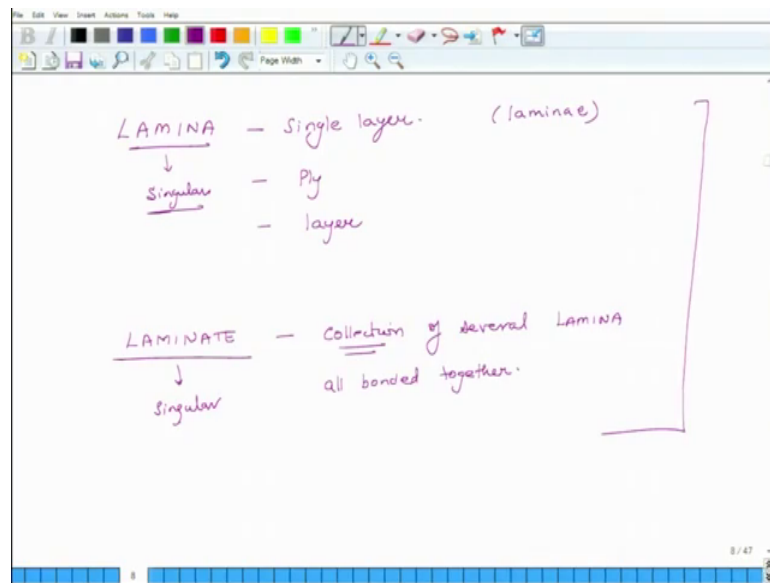 File Edit View Insert Actions Tools Help
B I
Page Width
LAMINA - Single layer. (laminae)
Singular - Ply
- layer
LAMINATE - Collection of several LAMINA
all bonded together.
Singular
8 / 47
8